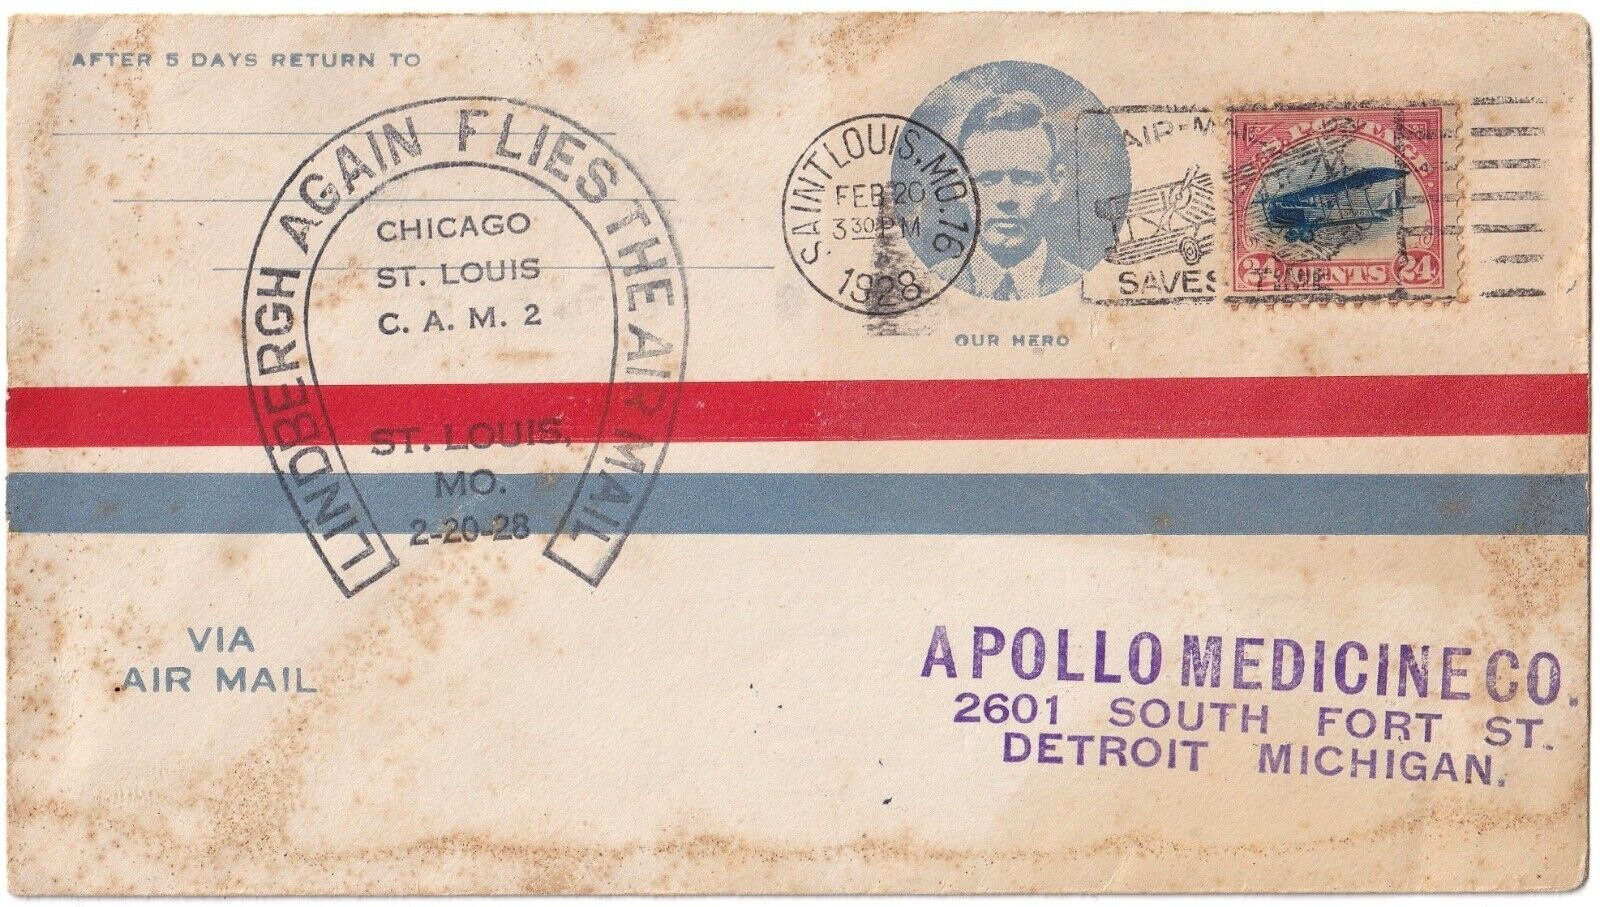 AFTER 5 DAYS RETURN TO
LINDBERGH AGAIN FLIES THE AIR MAIL
CHICAGO
ST. LOUIS
C. A. M. 2
ST. LOUIS,
MO.
2-20-28
SAINT LOUIS, MO. 16
FEB 20
3 30 PM
1928
AIR-MAIL
SAVES TIME
U.S. POSTAGE
24 CENTS 24
OUR HERO
VIA
AIR MAIL
APOLLO MEDICINE CO.
2601 SOUTH FORT ST.
DETROIT MICHIGAN.